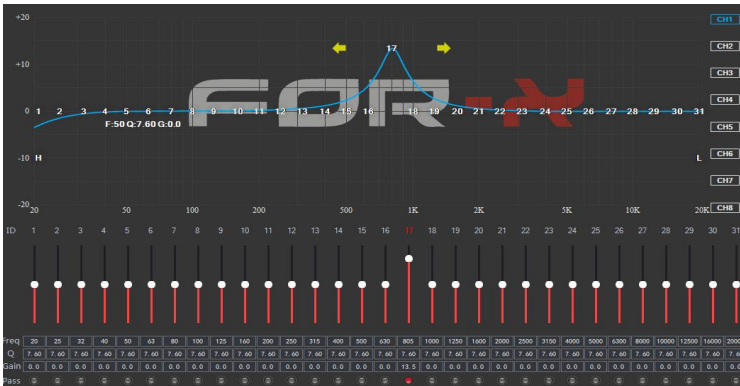 +20
CH1
17
CH2
+10
CH3
CH4
FOR-X
0 1 2 3 4 5 6 7 8 9 10 11 12 13 14 15 16 18 19 20 21 22 23 24 25 26 27 28 29 30 31
F:50 Q:7.60 G:0.0
CH5
-10 H L CH6
CH7
-20 CH8
20 50 100 200 500 1K 2K 5K 10K 20K
ID 1 2 3 4 5 6 7 8 9 10 11 12 13 14 15 16 17 18 19 20 21 22 23 24 25 26 27 28 29 30 31
Freq 20 25 32 40 50 63 80 100 125 160 200 250 315 400 500 630 805 1000 1250 1600 2000 2500 3150 4000 5000 6300 8000 10000 12500 16000 2000
Q 7.60 7.60 7.60 7.60 7.60 7.60 7.60 7.60 7.60 7.60 7.60 7.60 7.60 7.60 7.60 7.60 7.60 7.60 7.60 7.60 7.60 7.60 7.60 7.60 7.60 7.60 7.60 7.60 7.60 7.60 7.60
Gain 0.0 0.0 0.0 0.0 0.0 0.0 0.0 0.0 0.0 0.0 0.0 0.0 0.0 0.0 0.0 0.0 13.5 0.0 0.0 0.0 0.0 0.0 0.0 0.0 0.0 0.0 0.0 0.0 0.0 0.0 0.0
Pass